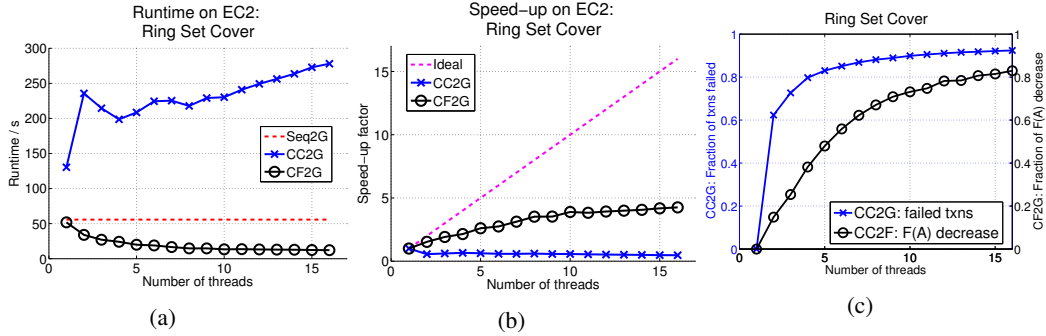 Runtime on EC2:
Ring Set Cover
300
250
200
150
100
50
0
0
5
10
15
Runtime / s
Number of threads
Seq2G
CC2G
CF2G
(a)
Speed−up on EC2:
Ring Set Cover
15
10
5
0
0
5
10
15
Speed−up factor
Number of threads
Ideal
CC2G
CF2G
(b)
Ring Set Cover
1
0.8
0.6
0.4
0.2
0
0
5
10
15
1
0.8
0.6
0.4
0.2
0
CC2G: Fraction of txns failed
CF2G: Fraction of F(A) decrease
Number of threads
CC2G: failed txns
CC2F: F(A) decrease
(c)